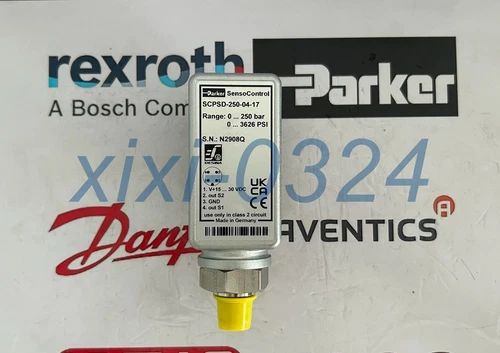 rexroth
A Bosch Com
Parker
Parker SensoControl
SCPSD-250-04-17
Range: 0 ... 250 bar
0 ... 3626 PSI
S.N.: N2908Q
1. V+15 ... 30 VDC
2. out S2
3. GND
4. out S1
UK
CA
CE
use only in class 2 circuit
Made in Germany
xixi-0324
Danf
AVENTICS